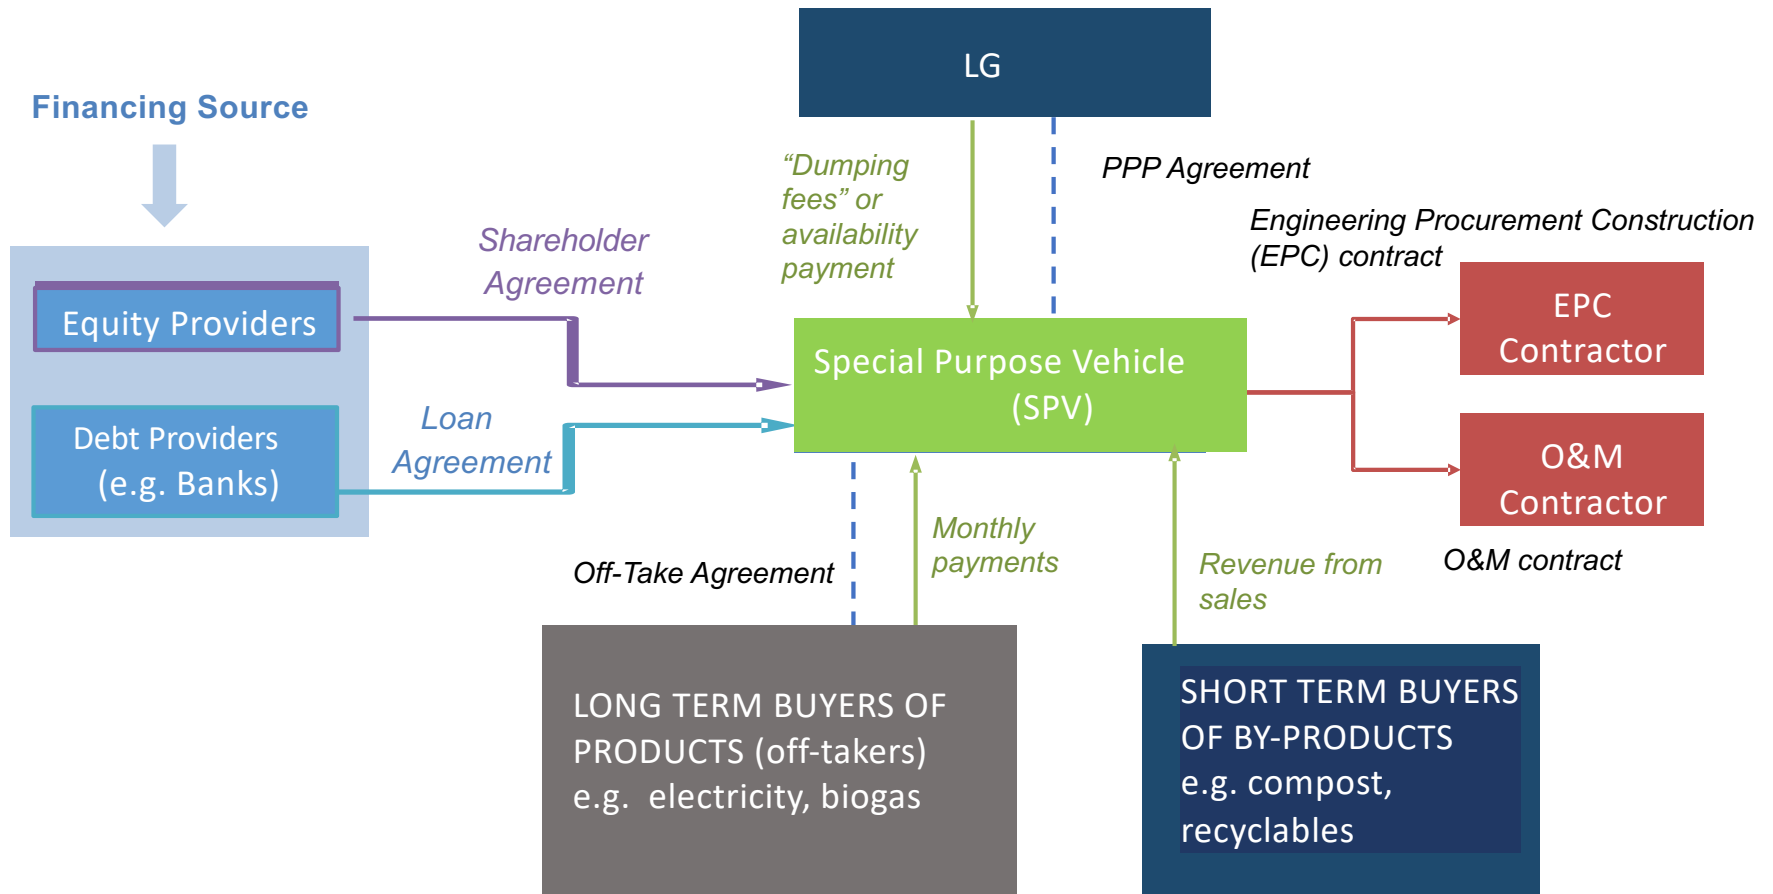 LG
Financing Source
“Dumping
fees” or
availability
payment
PPP Agreement
Engineering Procurement Construction
(EPC) contract
Shareholder
Agreement
Equity Providers
EPC
Contractor
Special Purpose Vehicle
(SPV)
Loan
Agreement
Debt Providers
(e.g. Banks)
O&M
Contractor
O&M contract
Off-Take Agreement
Monthly
payments
Revenue from
sales
LONG TERM BUYERS OF
PRODUCTS (off-takers)
e.g. electricity, biogas
SHORT TERM BUYERS
OF BY-PRODUCTS
e.g. compost,
recyclables